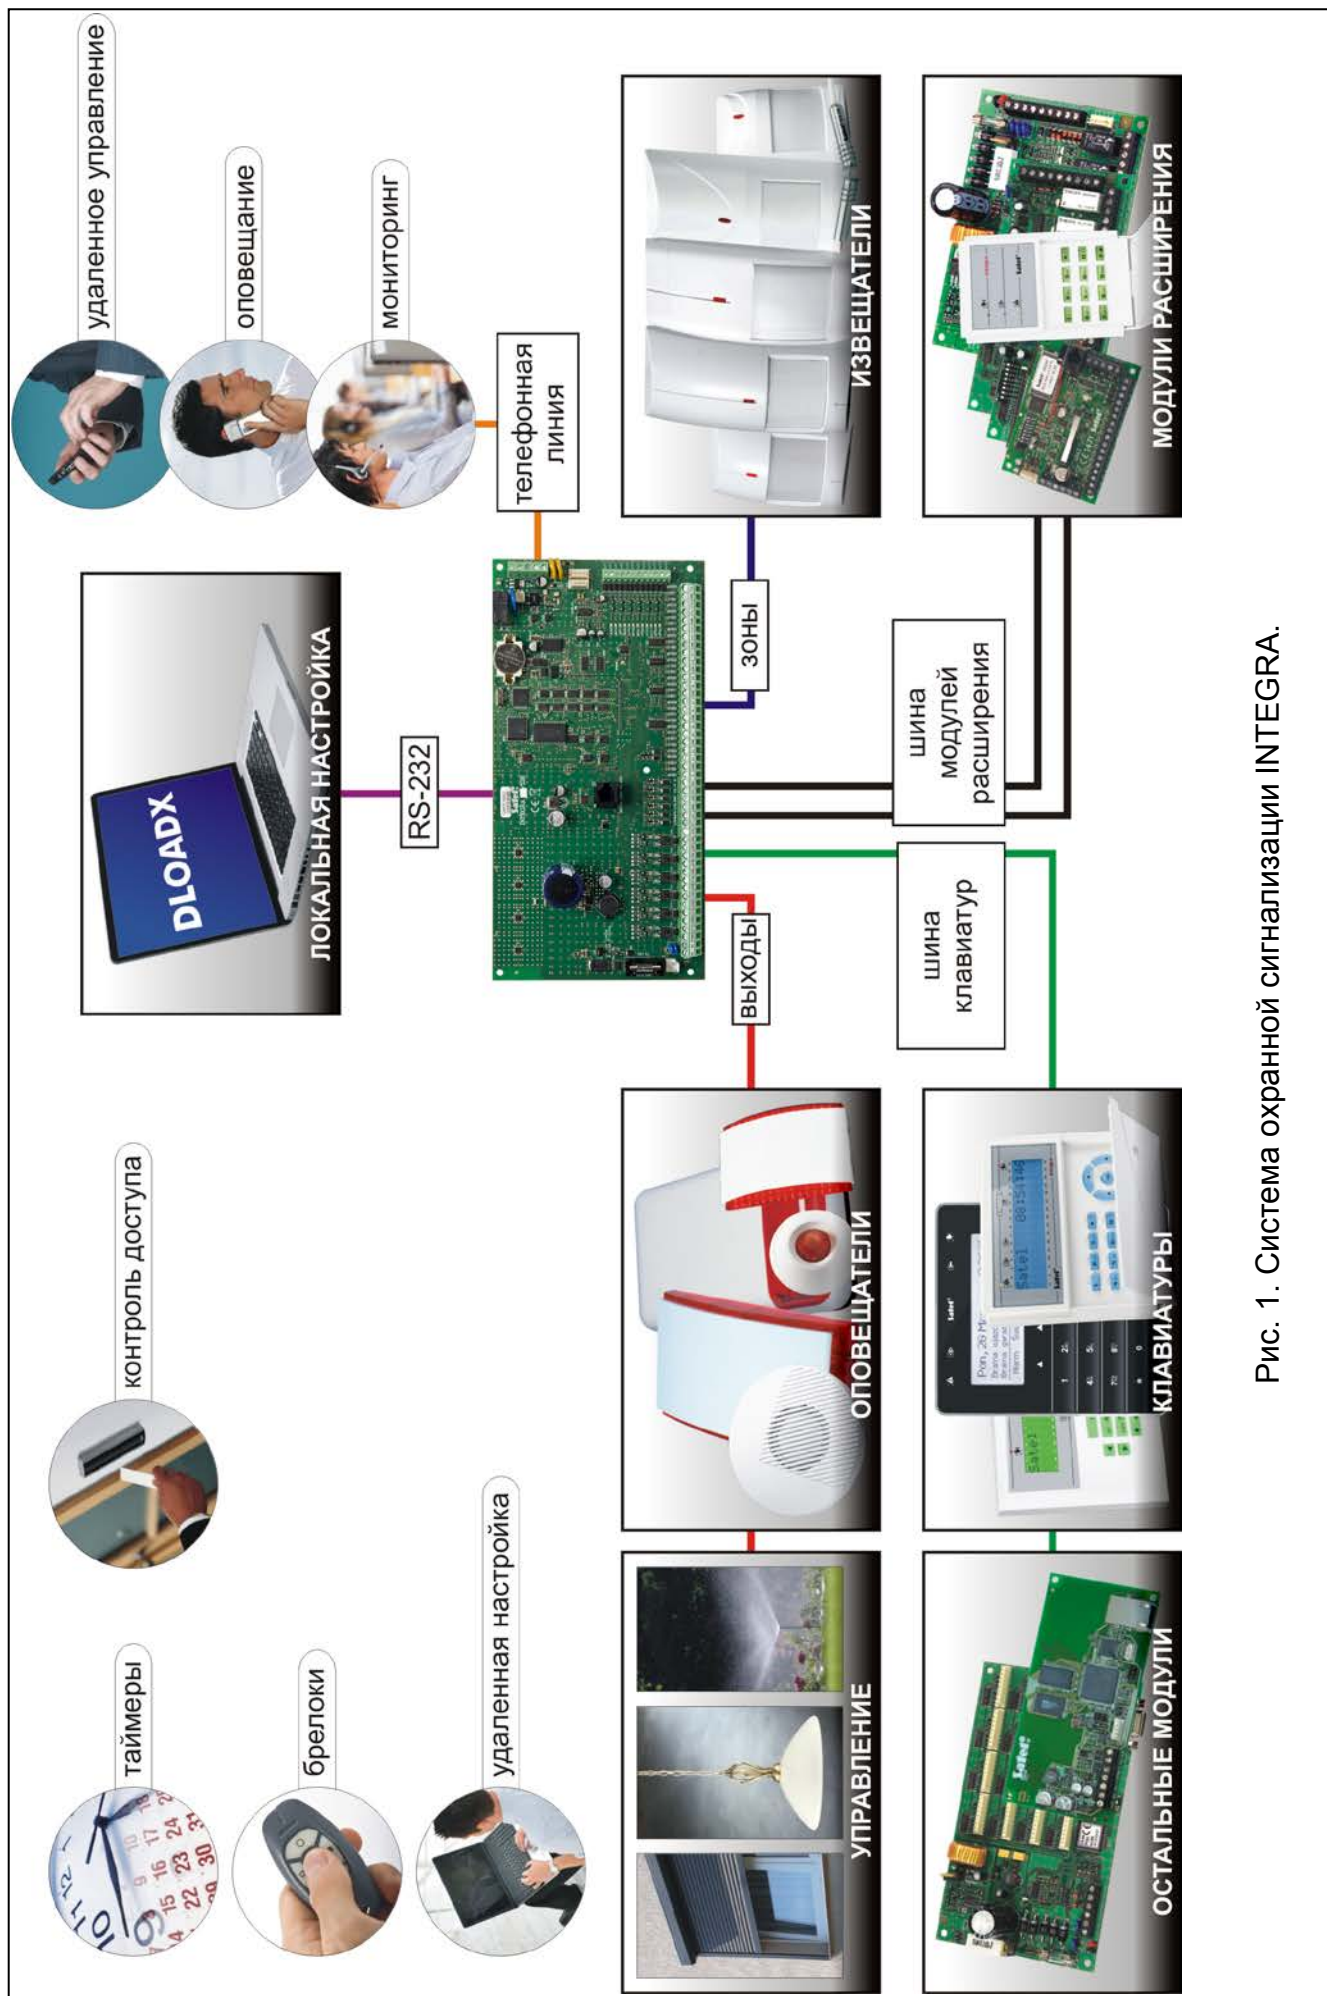 таймеры
контроль доступа
удаленное управление
брелоки
оповещание
удаленная настройка
мониторинг
DLOADX
ЛОКАЛЬНАЯ НАСТРОЙКА
RS-232
телефонная
линия
УПРАВЛЕНИЕ
ОПОВЕЩАТЕЛИ
выходы
зоны
ИЗВЕЩАТЕЛИ
ОСТАЛЬНЫЕ МОДУЛИ
Satel
КЛАВИАТУРЫ
Satel
шина
клавиатур
шина
модулей
расширения
МОДУЛИ РАСШИРЕНИЯ
Рис. 1. Система охранной сигнализации INTEGRA.